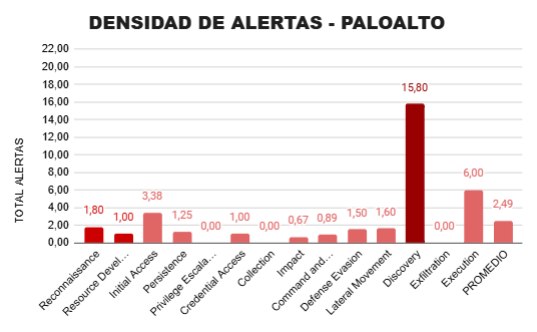 DENSIDAD DE ALERTAS - PALOALTO
TOTAL ALERTAS
22,00
20,00
18,00
16,00
14,00
12,00
10,00
8,00
6,00
4,00
2,00
0,00
1,80
1,00
3,38
1,25
0,00
1,00
0,00
0,67
0,89
1,50
1,60
15,80
0,00
6,00
2,49
Reconnaissance
Resource Devel...
Initial Access
Persistence
Privilege Escala...
Credential Access
Collection
Impact
Command and...
Defense Evasion
Lateral Movement
Discovery
Exfiltration
Execution
PROMEDIO